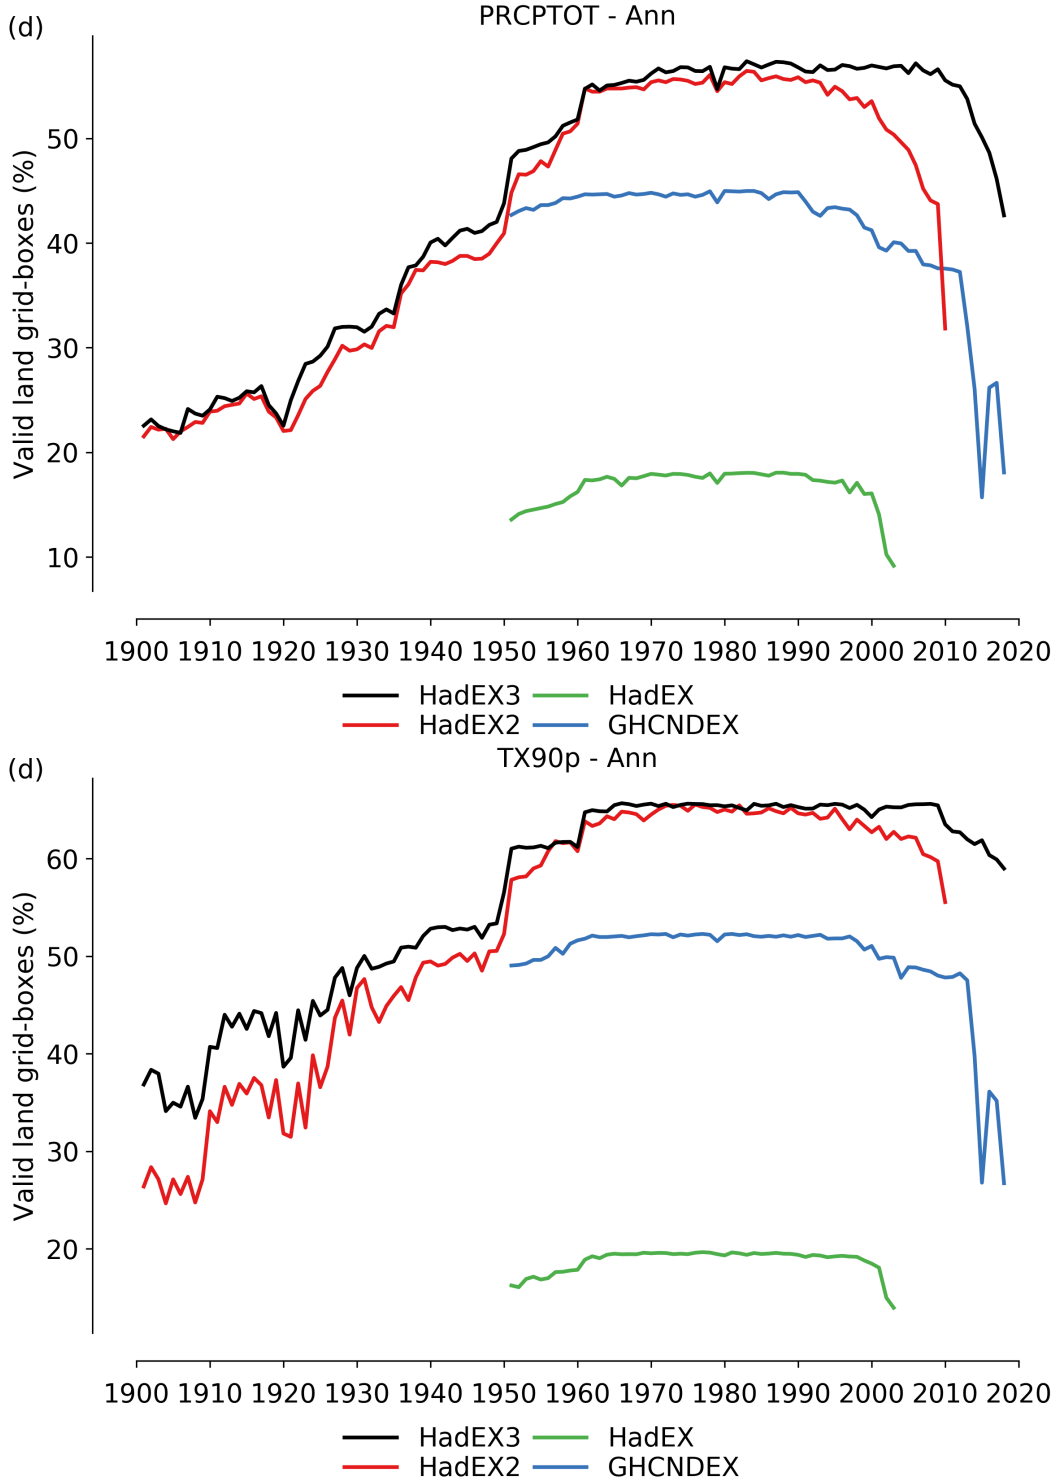 (d)
PRCPTOT - Ann
Valid land grid-boxes (%)
50
40
30
20
10
1900 1910 1920 1930 1940 1950 1960 1970 1980 1990 2000 2010 2020
HadEX3 HadEX
HadEX2 GHCNDEX
(d)
TX90p - Ann
Valid land grid-boxes (%)
60
50
40
30
20
1900 1910 1920 1930 1940 1950 1960 1970 1980 1990 2000 2010 2020
HadEX3 HadEX
HadEX2 GHCNDEX